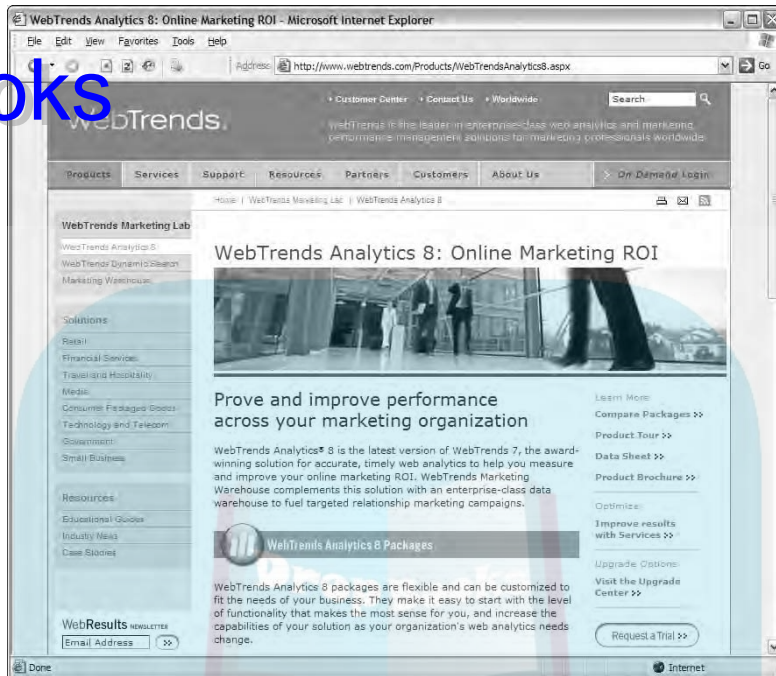 WebTrends Analytics 8: Online Marketing ROI - Microsoft Internet Explorer
File Edit View Favorites Tools Help
Address http://www.webtrends.com/Products/WebTrendsAnalytics8.aspx Go
oks
WebTrends.
Customer Center Contact Us Worldwide Search
WebTrends is the leader in enterprise-class web analytics and marketing
performance management solutions for marketing professionals worldwide
Products Services Support Resources Partners Customers About Us On Demand Login
Home | WebTrends Marketing Lab | WebTrends Analytics 8
WebTrends Marketing Lab
WebTrends Analytics 8
WebTrends Dynamic Search
Marketing Warehouse
Solutions
Retail
Financial Services
Travel and Hospitality
Media
Consumer Packaged Goods
Technology and Telecom
Government
Small Business
Resources
Educational Guides
Industry News
Case Studies
WebResults NEWSLETTER
Email Address >>
WebTrends Analytics 8: Online Marketing ROI
Prove and improve performance
across your marketing organization
WebTrends Analytics® 8 is the latest version of WebTrends 7, the award-
winning solution for accurate, timely web analytics to help you measure
and improve your online marketing ROI. WebTrends Marketing
Warehouse complements this solution with an enterprise-class data
warehouse to fuel targeted relationship marketing campaigns.
WebTrends Analytics 8 Packages
WebTrends Analytics 8 packages are flexible and can be customized to
fit the needs of your business. They make it easy to start with the level
of functionality that makes the most sense for you, and increase the
capabilities of your solution as your organization's web analytics needs
change.
Learn More
Compare Packages >>
Product Tour >>
Data Sheet >>
Product Brochure >>
Optimize
Improve results
with Services >>
Upgrade Options
Visit the Upgrade
Center >>
Request a Trial >>
Done Internet